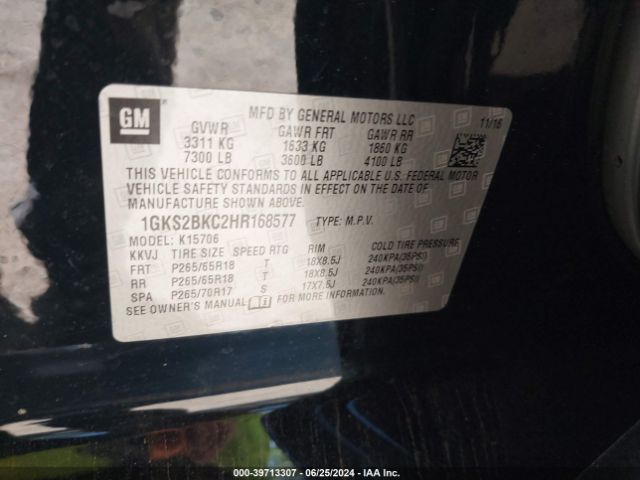 GM
MFD BY GENERAL MOTORS LLC 11/16
GVWR GAWR FRT GAWR RR
3311 KG 1633 KG 1860 KG
7300 LB 3600 LB 4100 LB
THIS VEHICLE CONFORMS TO ALL APPLICABLE U.S. FEDERAL MOTOR
VEHICLE SAFETY STANDARDS IN EFFECT ON THE DATE OF
MANUFACTURE SHOWN ABOVE.
1GKS2BKC2HR168577 TYPE: M.P.V.
MODEL: K15706
KKVJ TIRE SIZE SPEED RTG RIM COLD TIRE PRESSURE
FRT P265/65R18 T 18X8.5J 240KPA(35PSI)
RR P265/65R18 T 18X8.5J 240KPA(35PSI)
SPA P265/70R17 S 17X7.5J 240KPA(35PSI)
SEE OWNER'S MANUAL
000-39713307 - 06/25/2024 - IAA Inc.